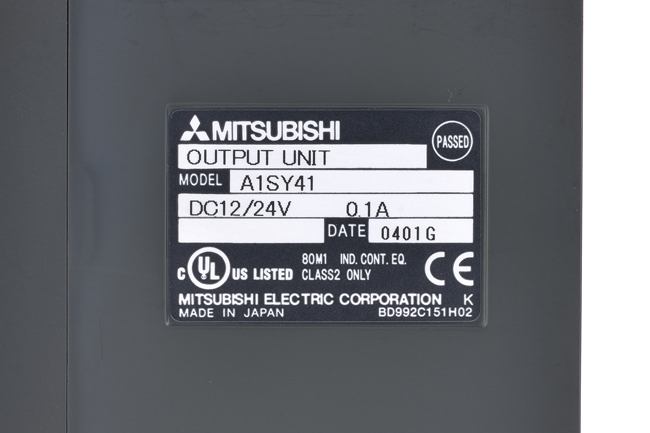 MITSUBISHI
PASSED
OUTPUT UNIT
MODEL A1SY41
DC12/24V 0.1A
DATE 0401G
C UL US LISTED 80M1 IND. CONT. EQ.
CLASS2 ONLY
CE
MITSUBISHI ELECTRIC CORPORATION K
MADE IN JAPAN BD992C151H02